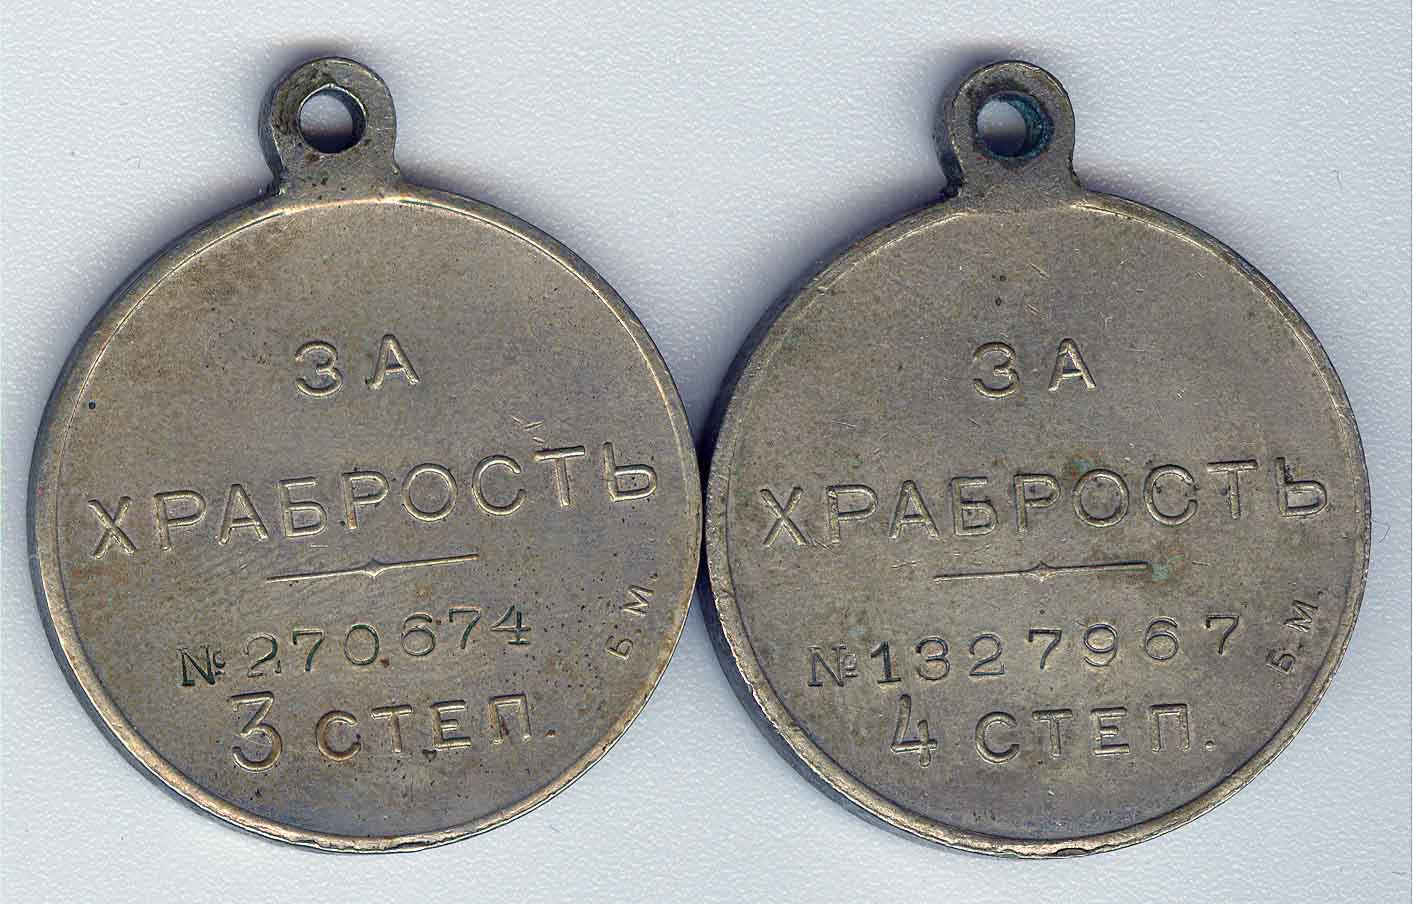 ЗА
ХРАБРОСТЬ
№ 270674
3 СТЕП.
Б.М.
ЗА
ХРАБРОСТЬ
№ 1327967
4 СТЕП.
Б.М.